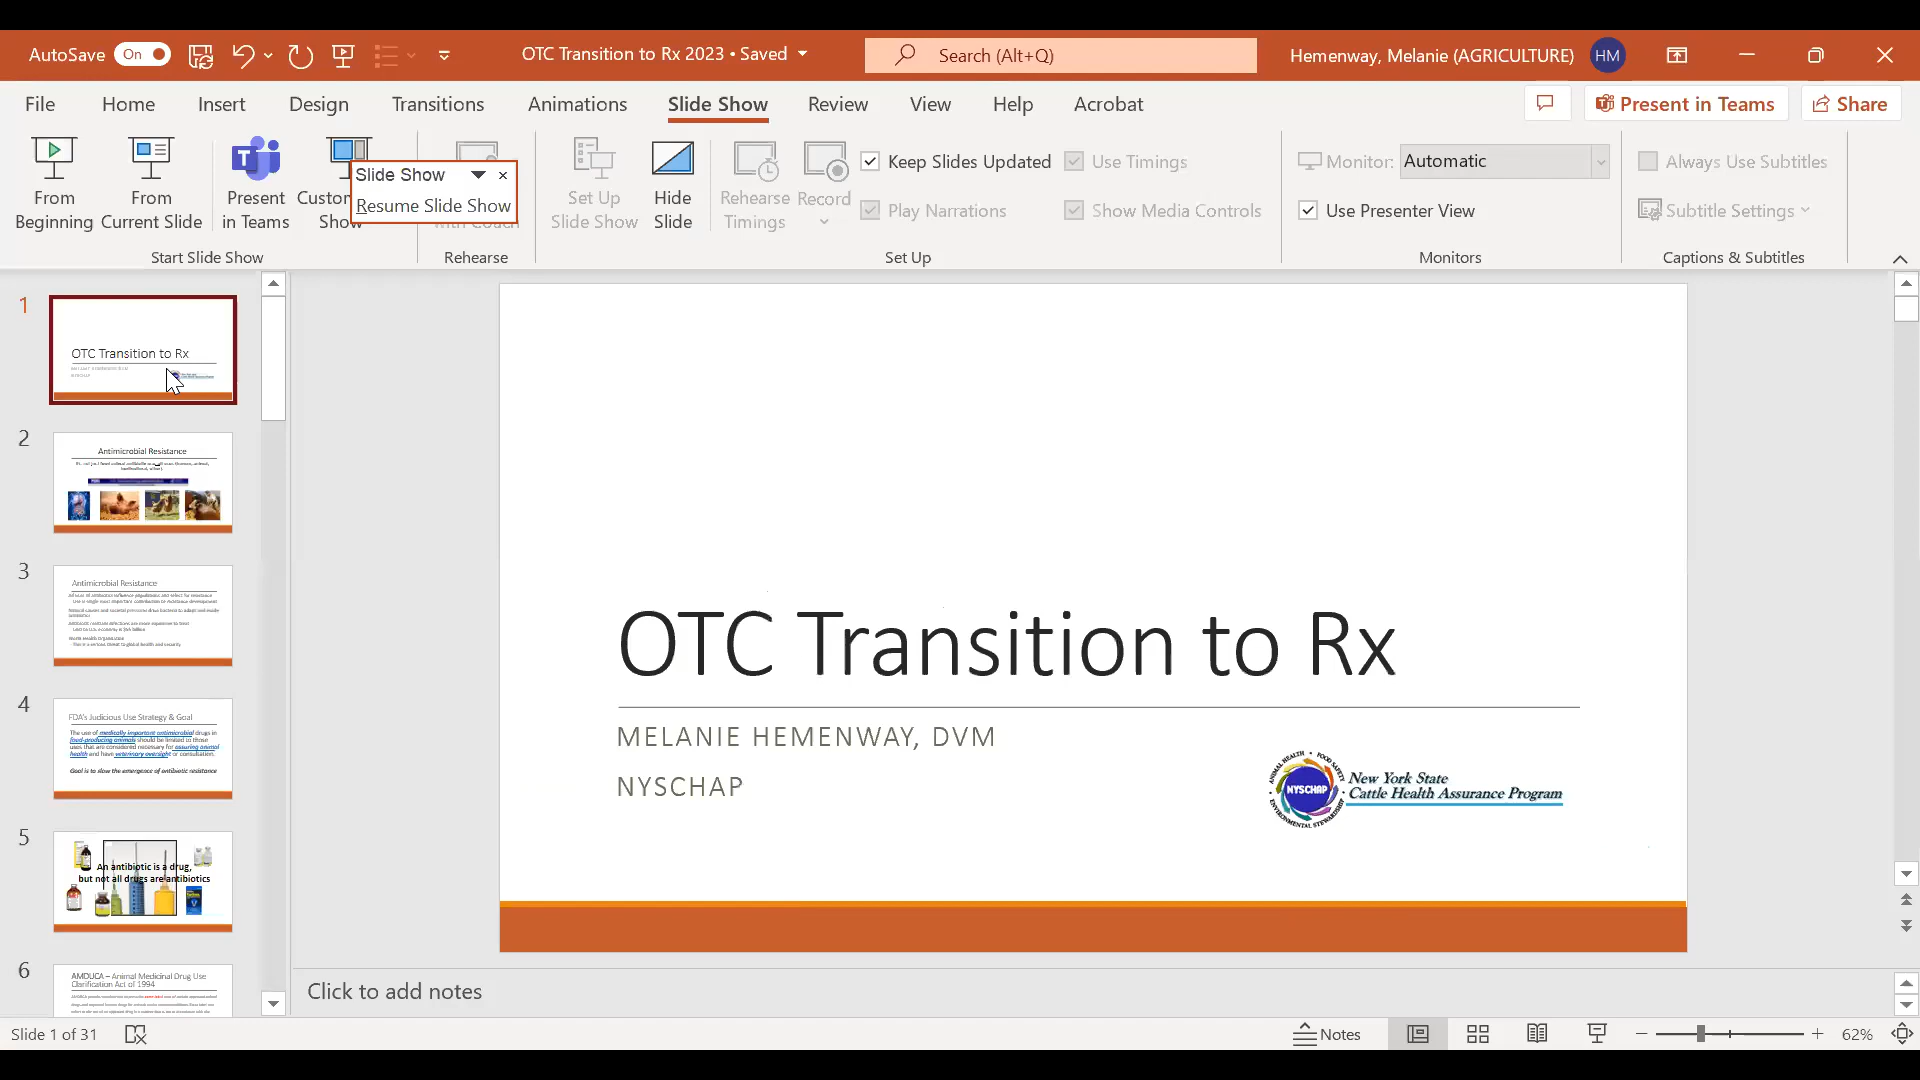 AutoSave On
OTC Transition to Rx 2023 • Saved
Search (Alt+Q)
Hemenway, Melanie (AGRICULTURE) HM
File Home Insert Design Transitions Animations Slide Show Review View Help Acrobat
Present in Teams Share
From Beginning
From Current Slide
Present in Teams
Custom
Show
Slide Show
Resume Slide Show
with Coach
Set Up Slide Show
Hide Slide
Rehearse Timings
Record
Keep Slides Updated
Play Narrations
Use Timings
Show Media Controls
Monitor: Automatic
Use Presenter View
Always Use Subtitles
Subtitle Settings
Start Slide Show
Rehearse
Set Up
Monitors
Captions & Subtitles
1
OTC Transition to Rx
2
Antimicrobial Resistance
3
Antimicrobial Resistance
4
FDA's Judicious Use Strategy & Goal
The use of medically important antimicrobial drugs in
food-producing animals should be limited to those
uses that are considered necessary for assuring animal
health and have veterinary oversight or consultation.
Goal is to slow the emergence of antibiotic resistance
5
An antibiotic is a drug,
but not all drugs are antibiotics
6
AMDUCA – Animal Medicinal Drug Use
Clarification Act of 1994
OTC Transition to Rx
MELANIE HEMENWAY, DVM
NYSCHAP
ANIMAL HEALTH • FOOD SAFETY • ENVIRONMENTAL STEWARDSHIP •
NYSCHAP
New York State
Cattle Health Assurance Program
Click to add notes
Slide 1 of 31
Notes
62%